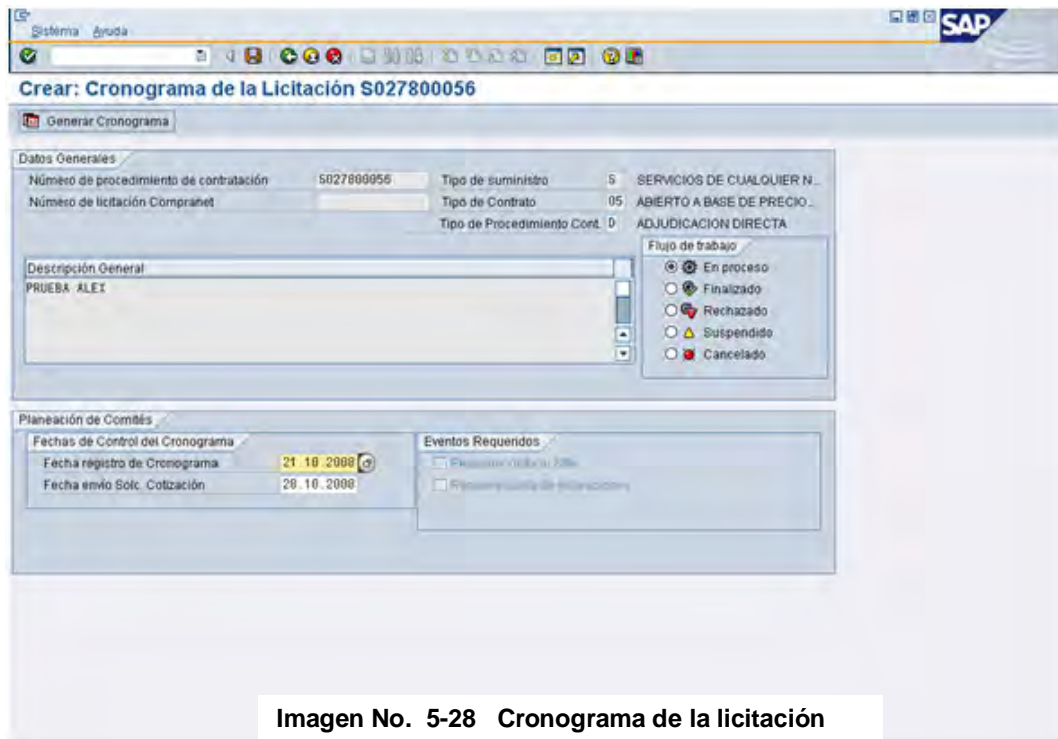 Sistema Ayuda
SAP
Crear: Cronograma de la Licitación S027800056
Generar Cronograma
Datos Generales
Número de procedimiento de contratación S027800056 Tipo de suministro S SERVICIOS DE CUALQUIER N...
Número de licitación Compranet Tipo de Contrato 05 ABIERTO A BASE DE PRECIO...
Tipo de Procedimiento Cont. D ADJUDICACION DIRECTA
Flujo de trabajo
Descripción General
PRUEBA ALEX
En proceso
Finalizado
Rechazado
Suspendido
Cancelado
Planeación de Comités
Fechas de Control del Cronograma
Fecha registro de Cronograma 21.10.2008
Fecha envío Solc. Cotización 28.10.2008
Eventos Requeridos
Imagen No. 5-28 Cronograma de la licitación